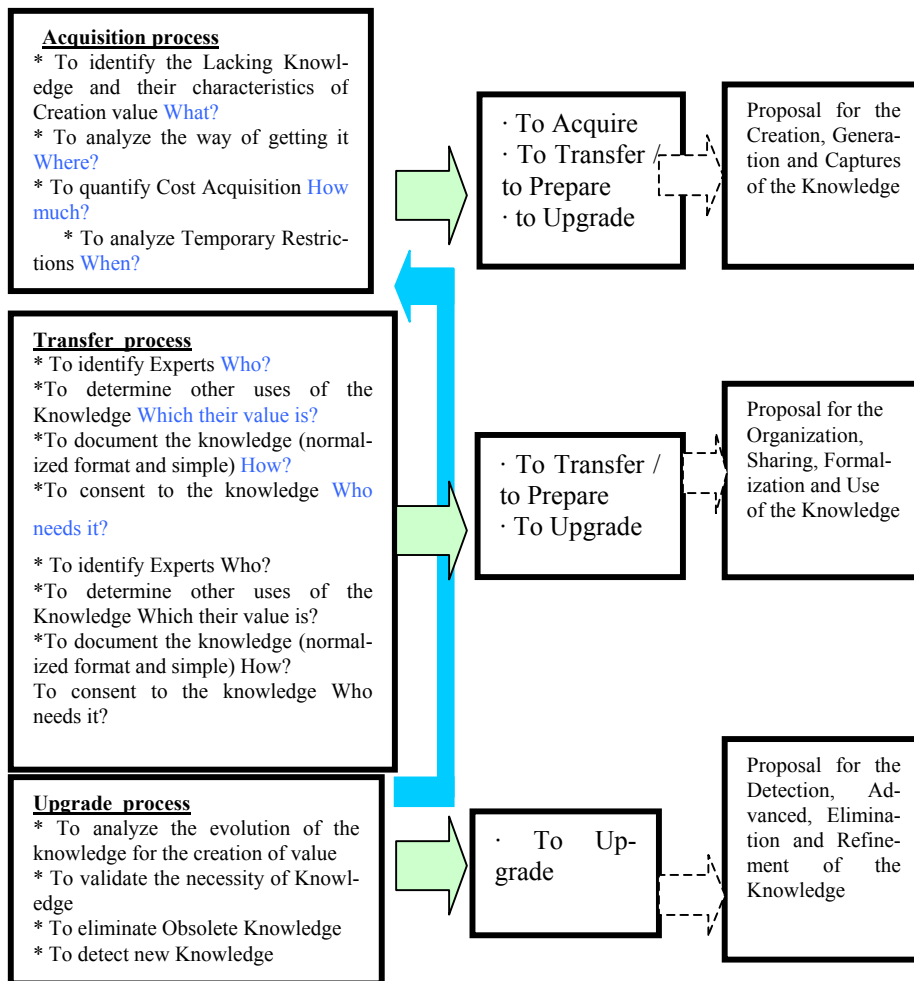 Acquisition process
* To identify the Lacking Knowl-
edge and their characteristics of
Creation value What?
* To analyze the way of getting it
Where?
* To quantify Cost Acquisition How
much?
* To analyze Temporary Restric-
tions When?
· To Acquire
· To Transfer /
to Prepare
· to Upgrade
Proposal for the
Creation, Gener-
ation and Captures
of the Knowledge
Transfer process
* To identify Experts Who?
*To determine other uses of the
Knowledge Which their value is?
*To document the knowledge (normal-
ized format and simple) How?
*To consent to the knowledge Who
needs it?
* To identify Experts Who?
*To determine other uses of the
Knowledge Which their value is?
*To document the knowledge (normal-
ized format and simple) How?
To consent to the knowledge Who
needs it?
· To Transfer /
to Prepare
· To Upgrade
Proposal for the
Organization,
Sharing, Formal-
ization and Use
of the Knowledge
Upgrade process
* To analyze the evolution of the
knowledge for the creation of value
* To validate the necessity of Knowl-
edge
* To eliminate Obsolete Knowledge
* To detect new Knowledge
· To Up-
grade
Proposal for the
Detection, Ad-
vanced, Elimina-
tion and Refine-
ment of the
Knowledge